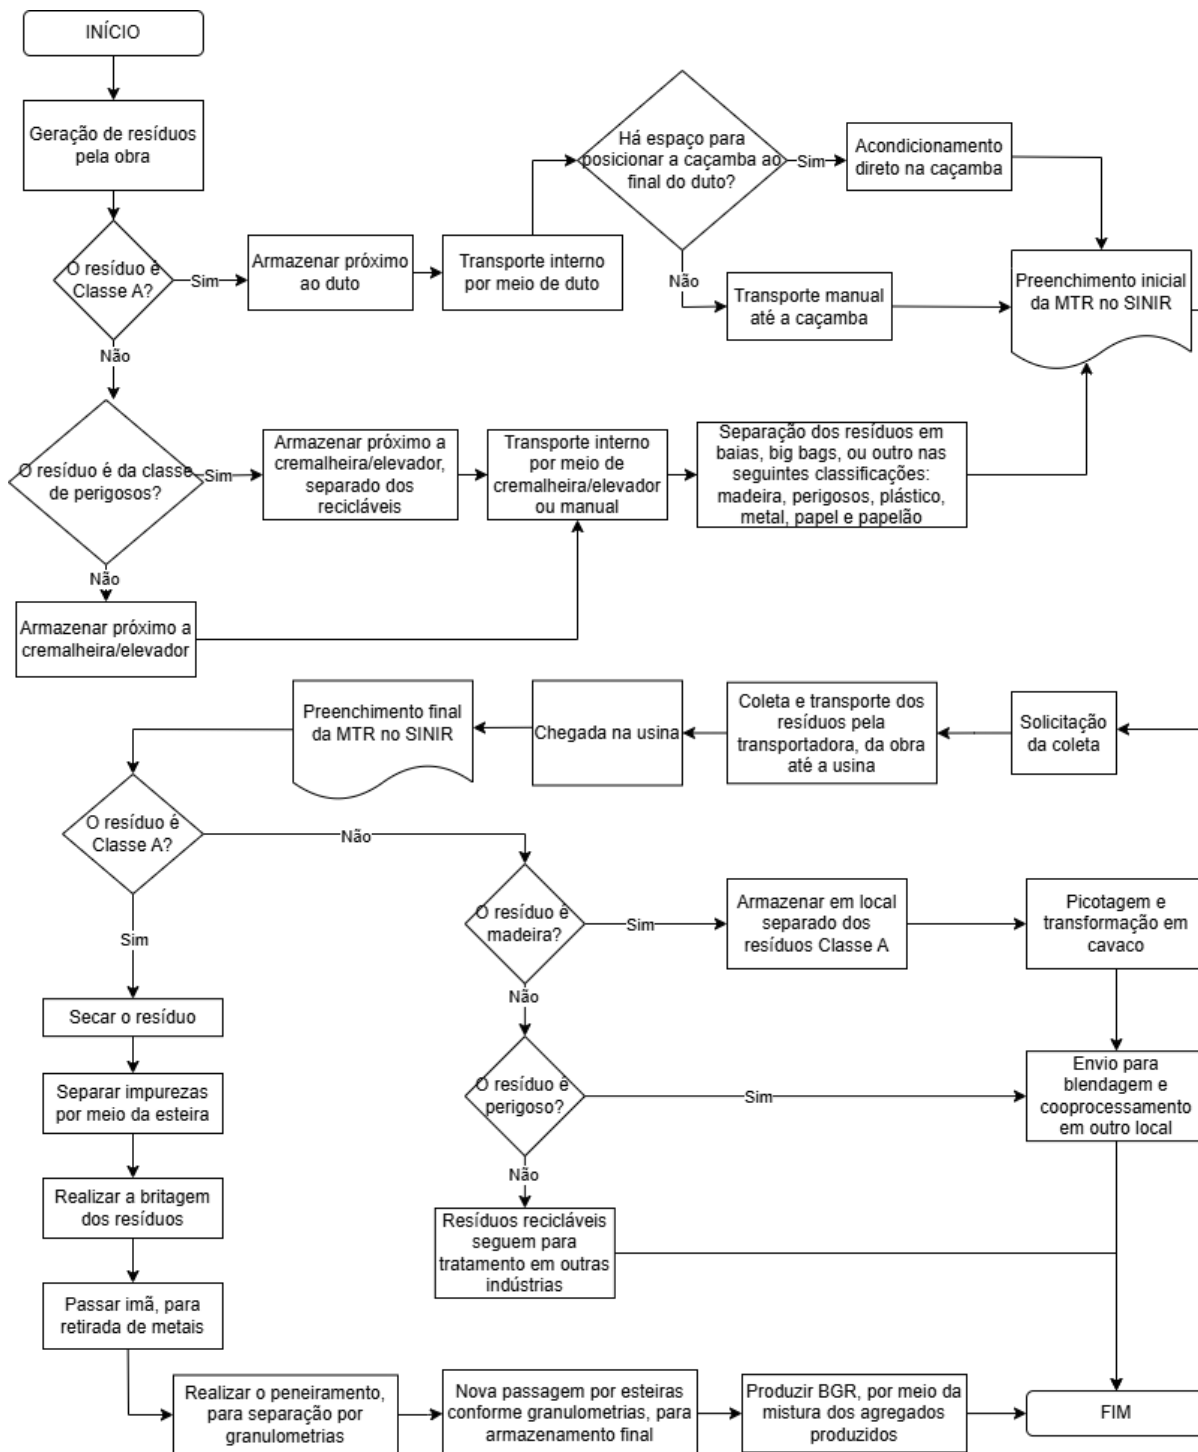 INÍCIO
Geração de resíduos
pela obra
O resíduo é
Classe A?
Sim
Armazenar próximo
ao duto
Transporte interno
por meio de duto
Há espaço para
posicionar a caçamba ao
final do duto?
Sim
Acondicionamento
direto na caçamba
Não
Transporte manual
até a caçamba
Preenchimento inicial
da MTR no SINIR
Não
O resíduo é da classe
de perigosos?
Sim
Armazenar próximo a
cremalheira/elevador,
separado dos
recicláveis
Transporte interno
por meio de
cremalheira/elevador
ou manual
Separação dos resíduos em
baias, big bags, ou outro nas
seguintes classificações:
madeira, perigosos, plástico,
metal, papel e papelão
Não
Armazenar próximo a
cremalheira/elevador
Solicitação
da coleta
Coleta e transporte dos
resíduos pela
transportadora, da obra
até a usina
Chegada na usina
Preenchimento final
da MTR no SINIR
O resíduo é
Classe A?
Não
Sim
O resíduo é
madeira?
Sim
Armazenar em local
separado dos
resíduos Classe A
Picotagem e
transformação em
cavaco
Não
O resíduo é
perigoso?
Sim
Envio para
blendagem e
cooprocessamento
em outro local
Não
Resíduos recicláveis
seguem para
tratamento em outras
indústrias
Secar o resíduo
Separar impurezas
por meio da esteira
Realizar a britagem
dos resíduos
Passar imã, para
retirada de metais
Realizar o peneiramento,
para separação por
granulometrias
Nova passagem por esteiras
conforme granulometrias, para
armazenamento final
Produzir BGR, por meio da
mistura dos agregados
produzidos
FIM